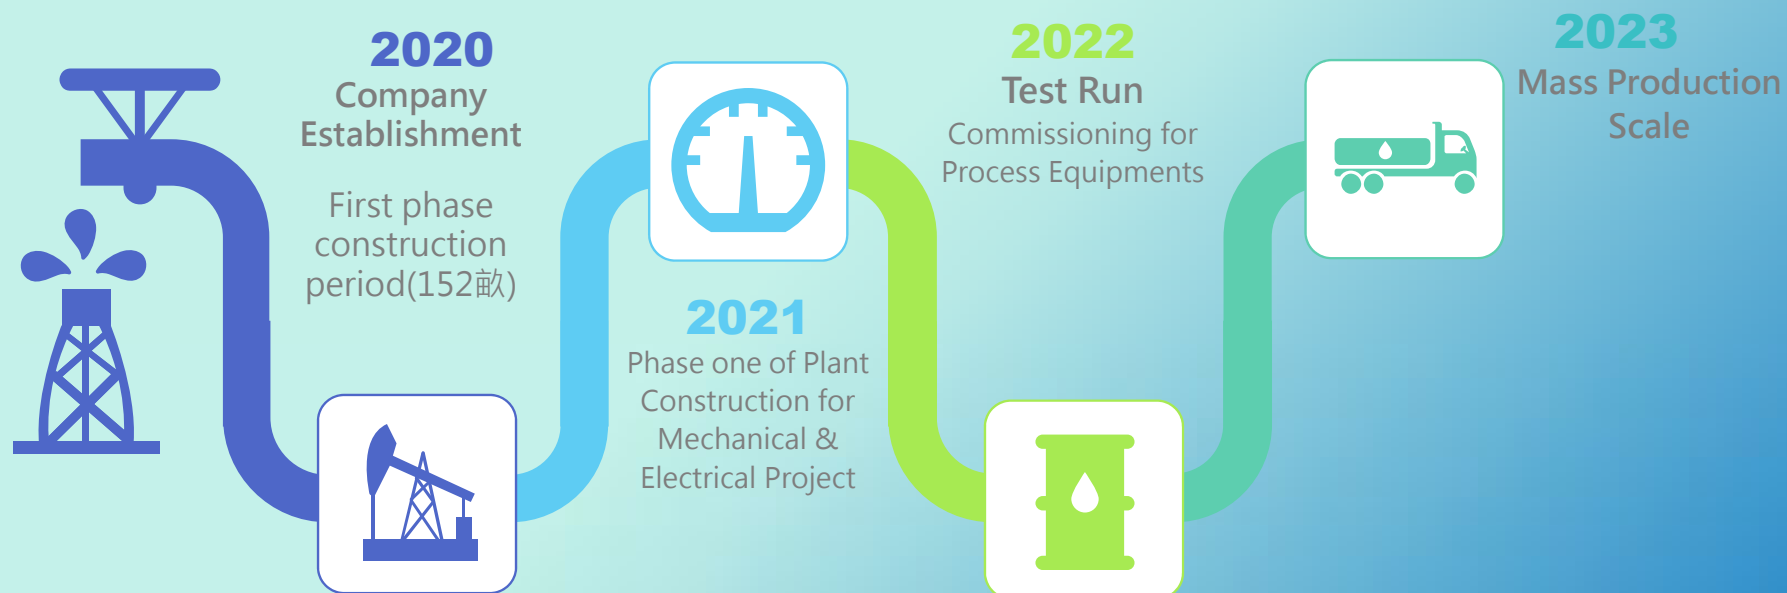 2020
Company
Establishment
First phase
construction
period(152畝)
2021
Phase one of Plant
Construction for
Mechanical &
Electrical Project
2022
Test Run
Commissioning for
Process Equipments
2023
Mass Production
Scale